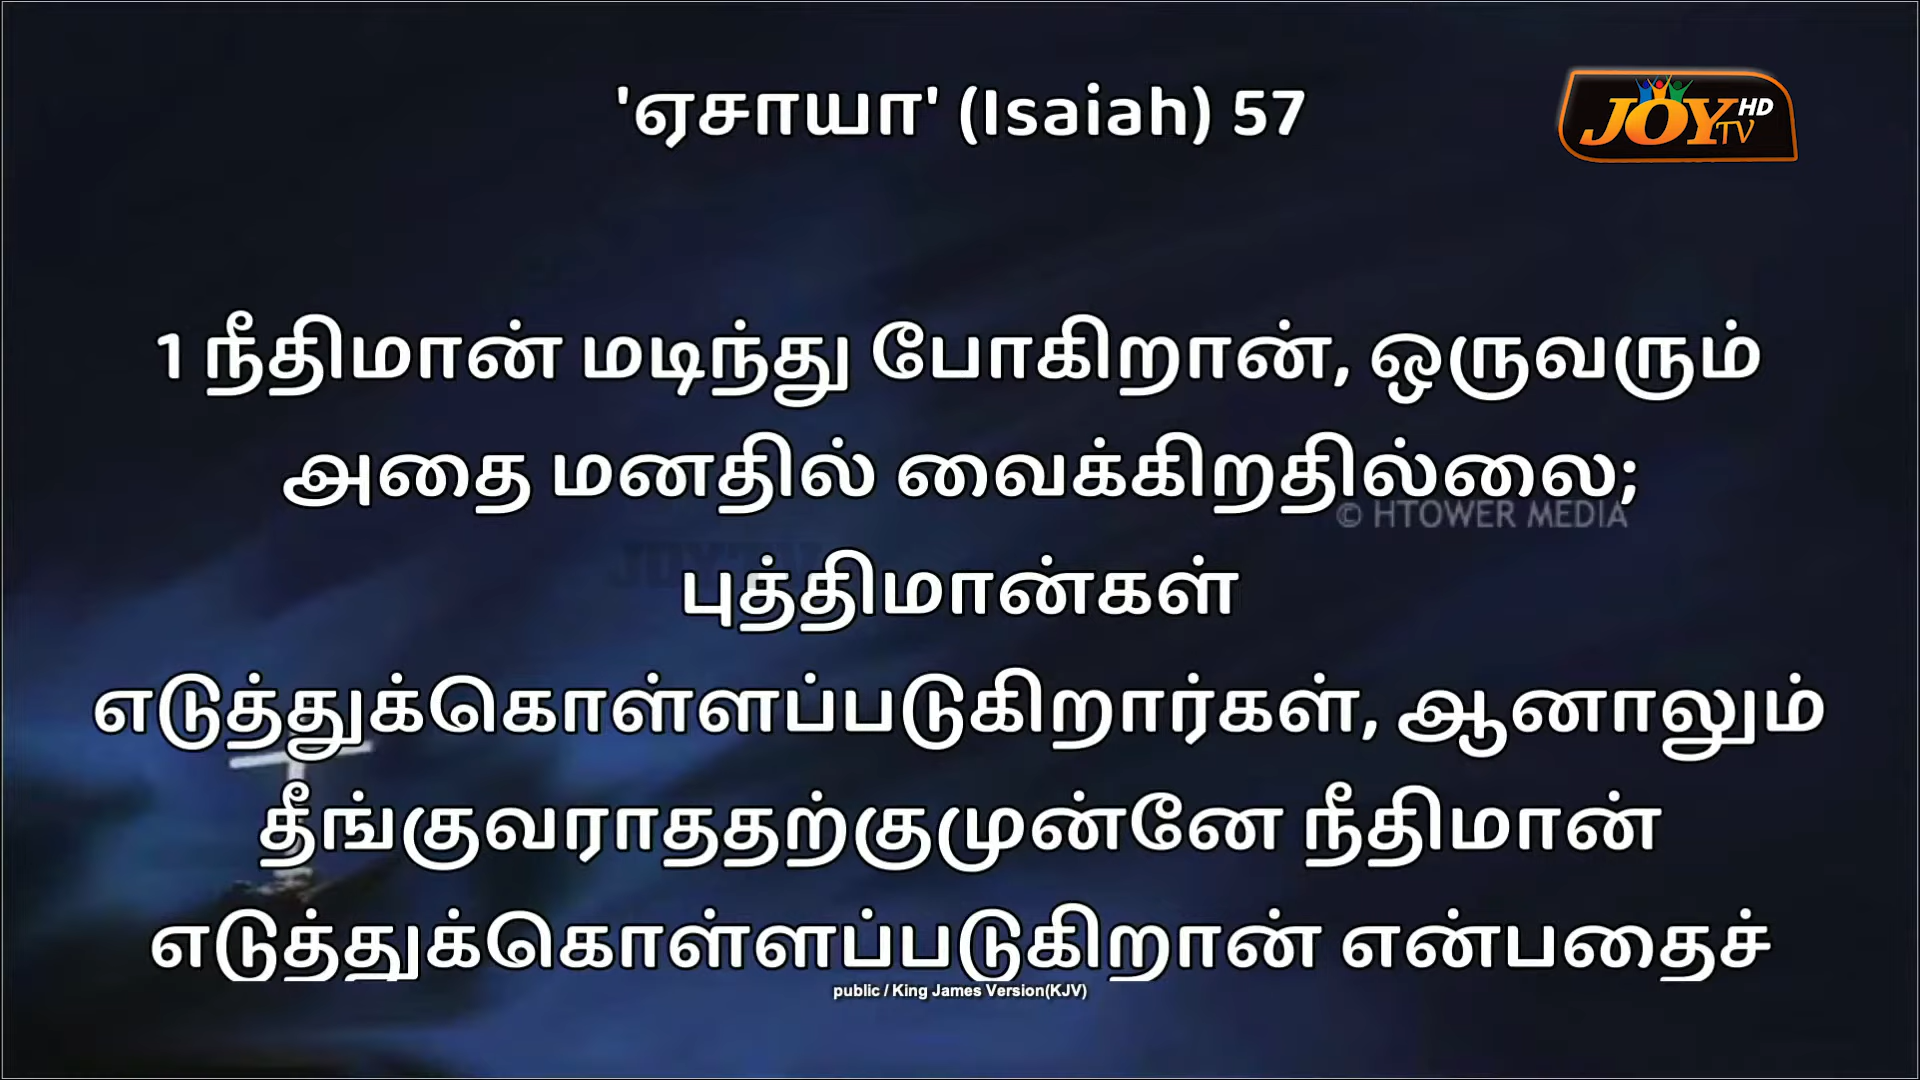 'ஏசாயா' (Isaiah) 57
JOY TV HD
1 நீதிமான் மடிந்து போகிறான், ஒருவரும்
அதை மனதில் வைக்கிறதில்லை;
© HTOWER MEDIA
புத்திமான்கள்
எடுத்துக்கொள்ளப்படுகிறார்கள், ஆனாலும்
தீங்குவராததற்குமுன்னே நீதிமான்
எடுத்துக்கொள்ளப்படுகிறான் என்பதைச்
public / King James Version(KJV)